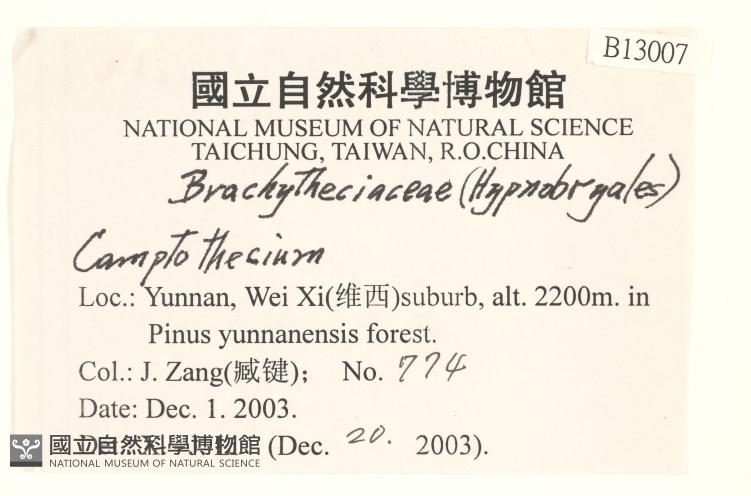 B13007
國立自然科學博物館
NATIONAL MUSEUM OF NATURAL SCIENCE
TAICHUNG, TAIWAN, R.O.CHINA
Brachytheciaceae (Hypnobryales)
Camptothecium
Loc.: Yunnan, Wei Xi(维西)suburb, alt. 2200m. in
Pinus yunnanensis forest.
Col.: J. Zang(臧键); No. 774
Date: Dec. 1. 2003.
(Dec. 20. 2003).
國立自然科學博物館
NATIONAL MUSEUM OF NATURAL SCIENCE